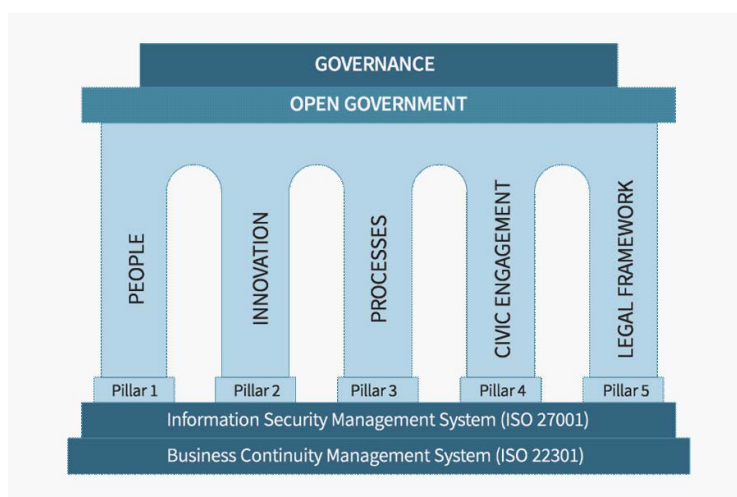 GOVERNANCE
OPEN GOVERNMENT
PEOPLE
INNOVATION
PROCESSES
CIVIC ENGAGEMENT
LEGAL FRAMEWORK
Pillar 1
Pillar 2
Pillar 3
Pillar 4
Pillar 5
Information Security Management System (ISO 27001)
Business Continuity Management System (ISO 22301)